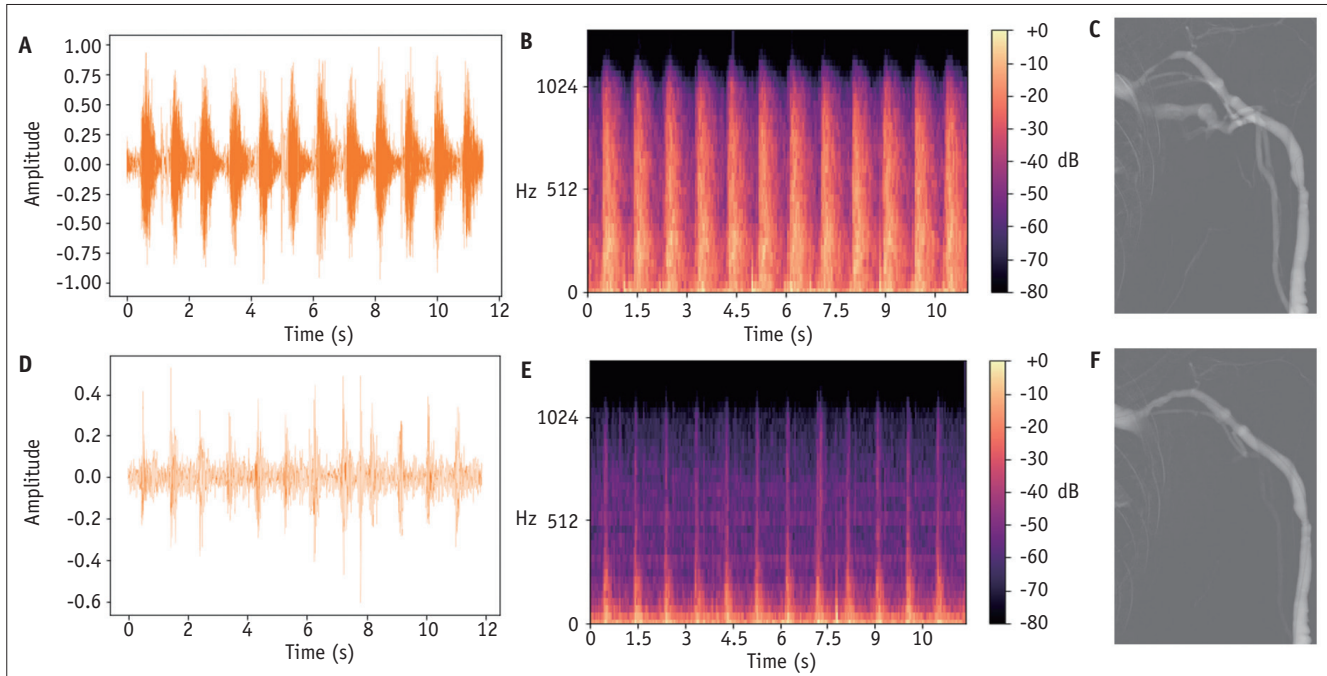 A
1.00
0.75
0.50
0.25
0.00
-0.25
-0.50
-0.75
-1.00
Amplitude
0 2 4 6 8 10 12
Time (s)
B
1024
512
0
Hz
0 1.5 3 4.5 6 7.5 9 10
Time (s)
+0
-10
-20
-30
-40
-50
-60
-70
-80
dB
C
D
0.4
0.2
0.0
-0.2
-0.4
-0.6
Amplitude
0 2 4 6 8 10 12
Time (s)
E
1024
512
0
Hz
0 1.5 3 4.5 6 7.5 9 10
Time (s)
+0
-10
-20
-30
-40
-50
-60
-70
-80
dB
F